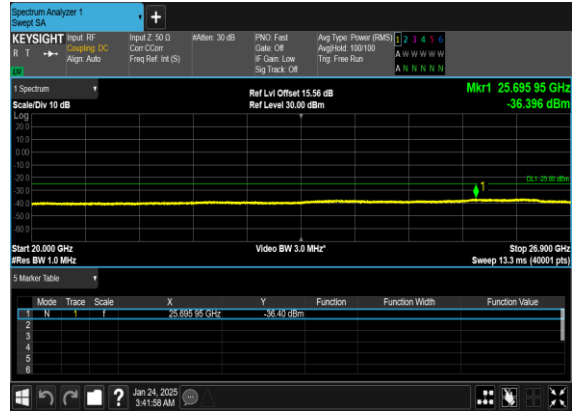 Spectrum Analyzer 1
Swept SA
+
KEYSIGHT Input: RF Input Z: 50 Ω #Atten: 30 dB PNO: Fast Avg Type: Power (RMS) 1 2 3 4 5 6
R T Coupling: DC Corr CCorr Gate: Off Avg|Hold: 100/100 A W W W W W
Align: Auto Freq Ref: Int (S) IF Gain: Low Trig: Free Run
Sig Track: Off A N N N N N
1 Spectrum Ref Lvl Offset 15.56 dB Mkr1 25.695 95 GHz
Scale/Div 10 dB Ref Level 30.00 dBm -36.396 dBm
Log
20.0
10.0
0.00
-10.0
-20.0
DL1 -25.00 dBm
-30.0
1
-40.0
-50.0
-60.0
Start 20.000 GHz Video BW 3.0 MHz* Stop 26.900 GHz
#Res BW 1.0 MHz Sweep 13.3 ms (40001 pts)
5 Marker Table
Mode Trace Scale X Y Function Function Width Function Value
1 N 1 f 25.695 95 GHz -36.40 dBm
2
3
4
5
6
? Jan 24, 2025
3:41:58 AM